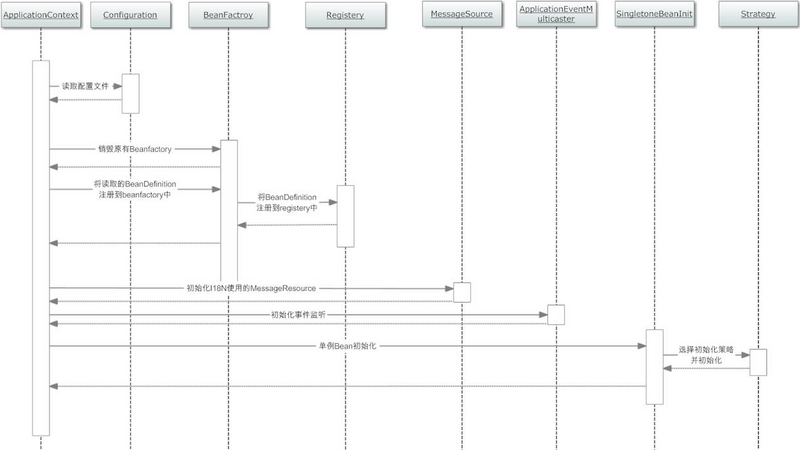 ApplicationContext
Configuration
BeanFactroy
Registery
MessageSource
ApplicationEventM
ulticaster
SingletoneBeanInit
Strategy
读取配置文件
销毁原有Beanfactory
将读取的BeanDefinition
注册到beanfactory中
将BeanDefinition
注册到registery中
初始化I18N使用的MessageResource
初始化事件监听
单例Bean初始化
选择初始化策略
并初始化